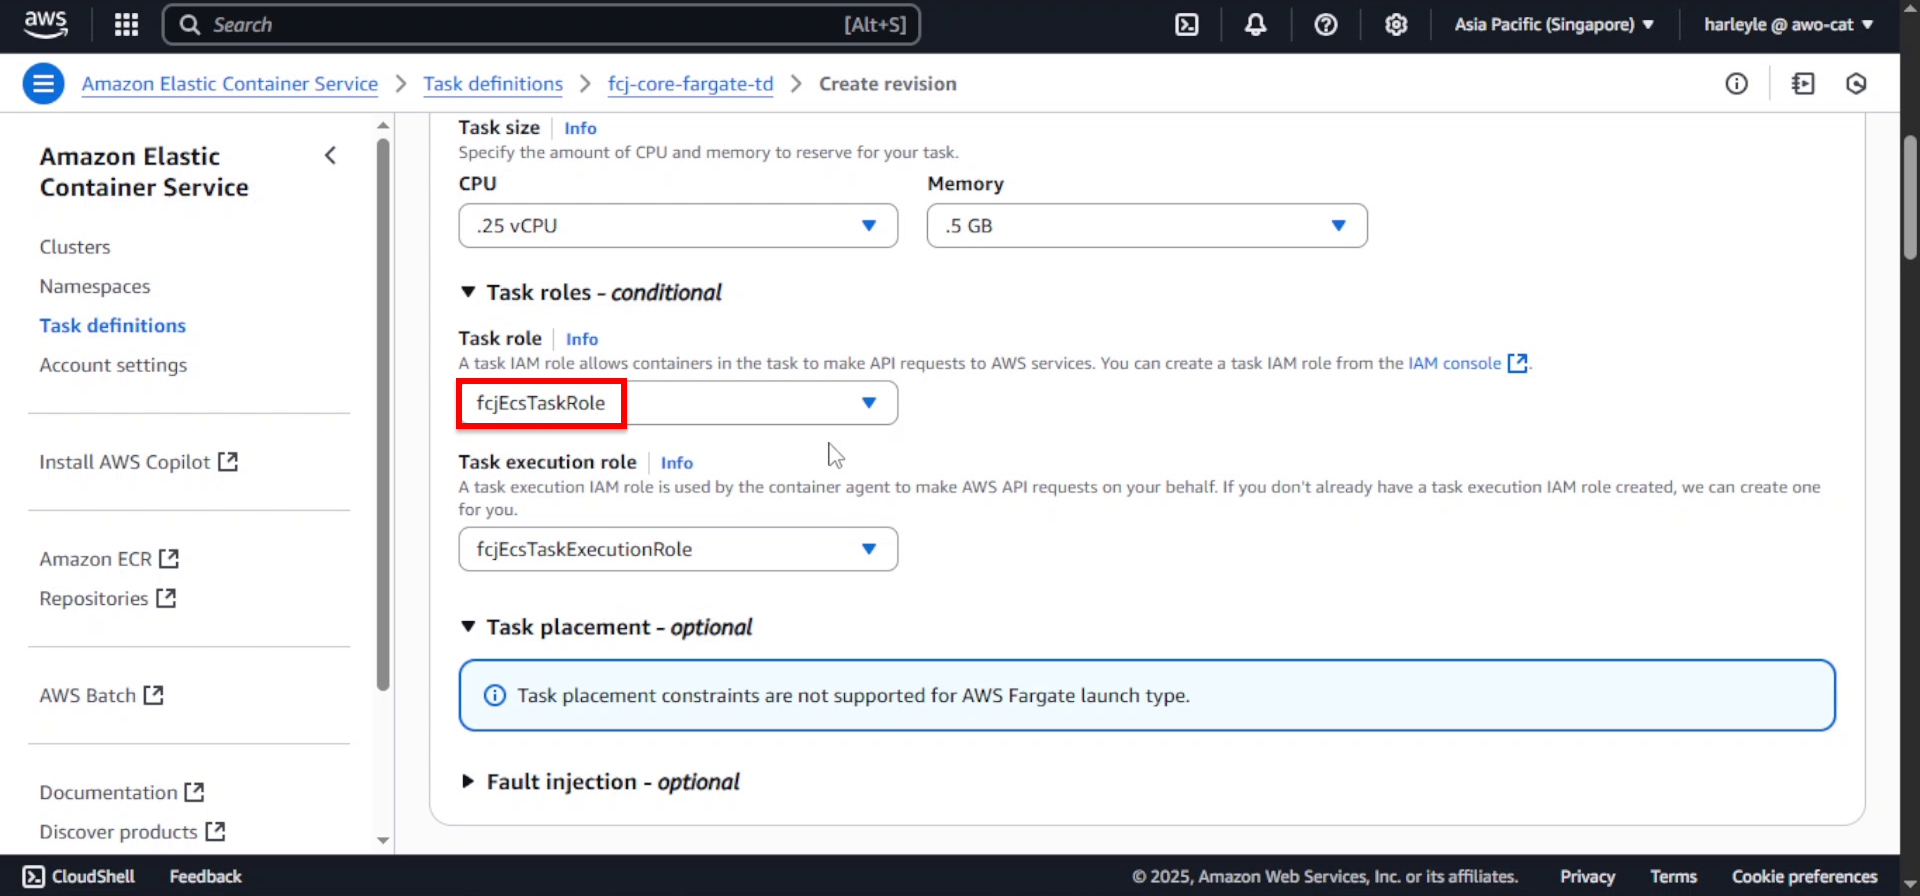 aws
Search
[Alt+S]
Asia Pacific (Singapore)
harleyle @ awo-cat
Amazon Elastic Container Service
Task definitions
fcj-core-fargate-td
Create revision
Amazon Elastic
Container Service
Clusters
Namespaces
Task definitions
Account settings
Install AWS Copilot
Amazon ECR
Repositories
AWS Batch
Documentation
Discover products
Task size
Info
Specify the amount of CPU and memory to reserve for your task.
CPU
Memory
.25 vCPU
.5 GB
Task roles - conditional
Task role
Info
A task IAM role allows containers in the task to make API requests to AWS services. You can create a task IAM role from the IAM console.
fcjEcsTaskRole
Task execution role
Info
A task execution IAM role is used by the container agent to make AWS API requests on your behalf. If you don't already have a task execution IAM role created, we can create one
for you.
fcjEcsTaskExecutionRole
Task placement - optional
Task placement constraints are not supported for AWS Fargate launch type.
Fault injection - optional
CloudShell
Feedback
© 2025, Amazon Web Services, Inc. or its affiliates.
Privacy
Terms
Cookie preferences